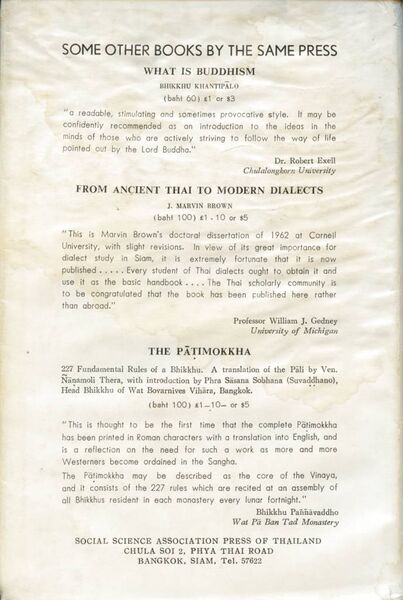 SOME OTHER BOOKS BY THE SAME PRESS
WHAT IS BUDDHISM
BHIKKHU KHANTIPĀLO
(baht 60) £1 or $3
"a readable, stimulating and sometimes provocative style. It may be
confidently recommended as an introduction to the ideas in the
minds of those who are actively striving to follow the way of life
pointed out by the Lord Buddha."
Dr. Robert Exell
Chulalongkorn University
FROM ANCIENT THAI TO MODERN DIALECTS
J. MARVIN BROWN
(baht 100) £1 - 10 or $5
"This is Marvin Brown's doctoral dissertation of 1962 at Cornell
University, with slight revisions. In view of its great importance for
dialect study in Siam, it is extremely fortunate that it is now
published ..... Every student of Thai dialects ought to obtain it and
use it as the basic handbook .... The Thai scholarly community is
to be congratulated that the book has been published here rather
than abroad."
Professor William J. Gedney
University of Michigan
THE PĀṬIMOKKHA
227 Fundamental Rules of a Bhikkhu. A translation of the Pāli by Ven.
Ñāṇamoli Thera, with introduction by Phra Sāsana Sobhana (Suvaḍḍhano),
Head Bhikkhu of Wat Bovarnives Vihāra, Bangkok.
(baht 100) £1-10- or $5
"This is thought to be the first time that the complete Pāṭimokkha
has been printed in Roman characters with a translation into English, and
is a reflection on the need for such a work as more and more
Westerners become ordained in the Sangha.
The Pāṭimokkha may be described as the core of the Vinaya,
and it consists of the 227 rules which are recited at an assembly of
all Bhikkhus resident in each monastery every lunar fortnight."
Bhikkhu Paññāvaddho
Wat Pā Ban Tad Monastery
SOCIAL SCIENCE ASSOCIATION PRESS OF THAILAND
CHULA SOI 2, PHYA THAI ROAD
BANGKOK, SIAM, Tel. 57622